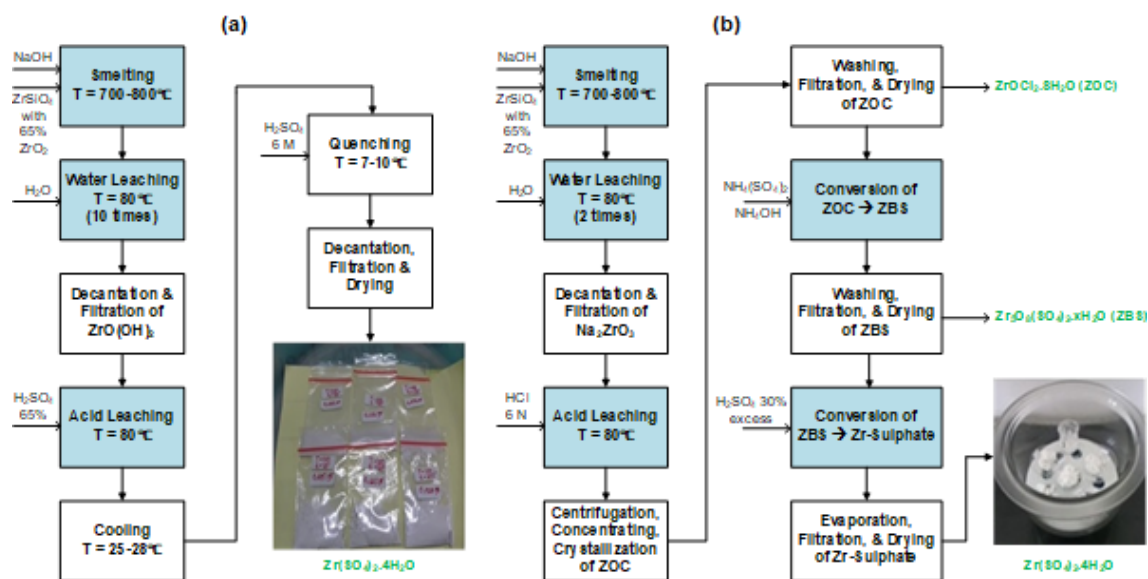 (a)
NaOH
Smelting
T = 700-800℃
ZrSiO₄
with
65%
ZrO₂
H₂O
Water Leaching
T = 80℃
(10 times)
Decantation &
Filtration of
ZrO(OH)₂
H₂SO₄
65%
Acid Leaching
T = 80℃
Cooling
T = 25-28℃
H₂SO₄
6 M
Quenching
T = 7-10℃
Decantation,
Filtration &
Drying
Zr(SO₄)₂.4H₂O
(b)
NaOH
Smelting
T = 700-800℃
ZrSiO₄
with
65%
ZrO₂
H₂O
Water Leaching
T = 80℃
(2 times)
Decantation &
Filtration of
Na₂ZrO₃
HCl
6 N
Acid Leaching
T = 80℃
Centrifugation,
Concentrating,
Crystallization
of ZOC
Washing,
Filtration, & Drying
of ZOC
ZrOCl₂.8H₂O (ZOC)
NH₄(SO₄)₂
NH₄OH
Conversion of
ZOC → ZBS
Washing,
Filtration, & Drying
of ZBS
Zr₅O₈(SO₄)₂.xH₂O (ZBS)
H₂SO₄ 30%
excess
Conversion of
ZBS → Zr-Sulphate
Evaporation,
Filtration, & Drying
of Zr-Sulphate
Zr(SO₄)₂.4H₂O